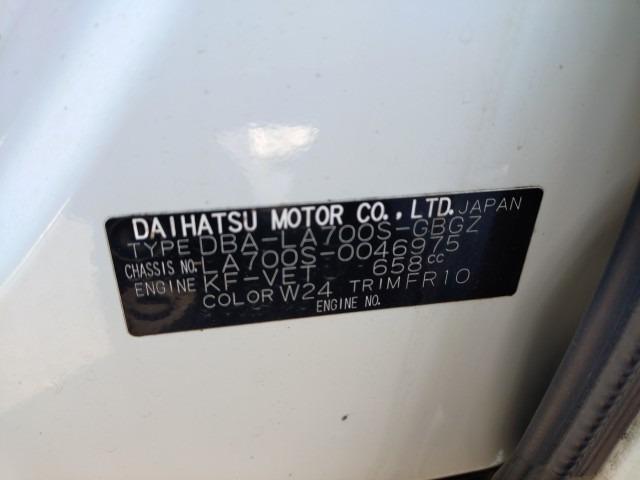 DAIHATSU MOTOR CO., LTD. JAPAN
TYPE DBA-LA700S-GBGZ
CHASSIS NO. LA700S-0046975
ENGINE KF-VET 658cc
COLOR W24 TRIM FR10
ENGINE NO.